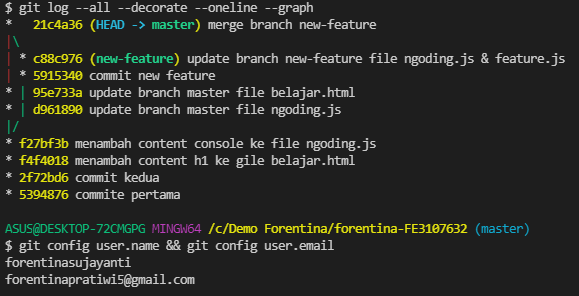 $ git log --all --decorate --oneline --graph
*   21c4a36 (HEAD -> master) merge branch new-feature
|\
| * c88c976 (new-feature) update branch new-feature file ngoding.js & feature.js
| * 5915340 commit new feature
* | 95e733a update branch master file belajar.html
* | d961890 update branch master file ngoding.js
|/
* f27bf3b menambah content console ke file ngoding.js
* f4f4018 menambah content h1 ke gile belajar.html
* 2f72bd6 commit kedua
* 5394876 commite pertama
ASUS@DESKTOP-72CMGPG MINGW64 /c/Demo Forentina/forentina-FE3107632 (master)
$ git config user.name && git config user.email
forentinasujayanti
forentinapratiwi5@gmail.com